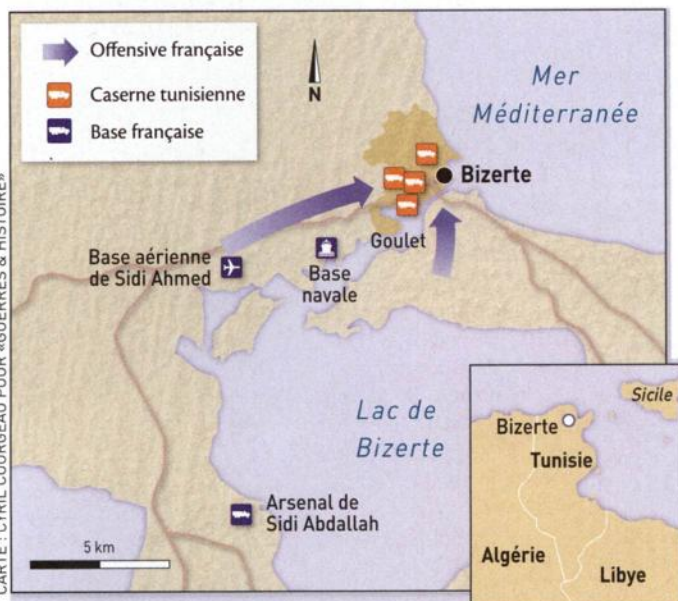 Offensive française
Caserne tunisienne
Base française
N
Mer
Méditerranée
Bizerte
Goulet
Base aérienne
de Sidi Ahmed
Base
navale
Lac de
Bizerte
Arsenal de
Sidi Abdallah
5 km
Sicile
Bizerte
Tunisie
Algérie
Libye
CARTE : CYRIL COURGEAU POUR «GUERRES & HISTOIRE»